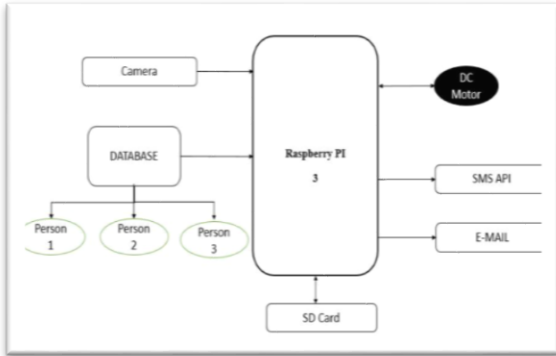 Camera
DC
Motor
DATABASE
Raspberry PI
3
SMS API
Person
1
Person
2
Person
3
E-MAIL
SD Card